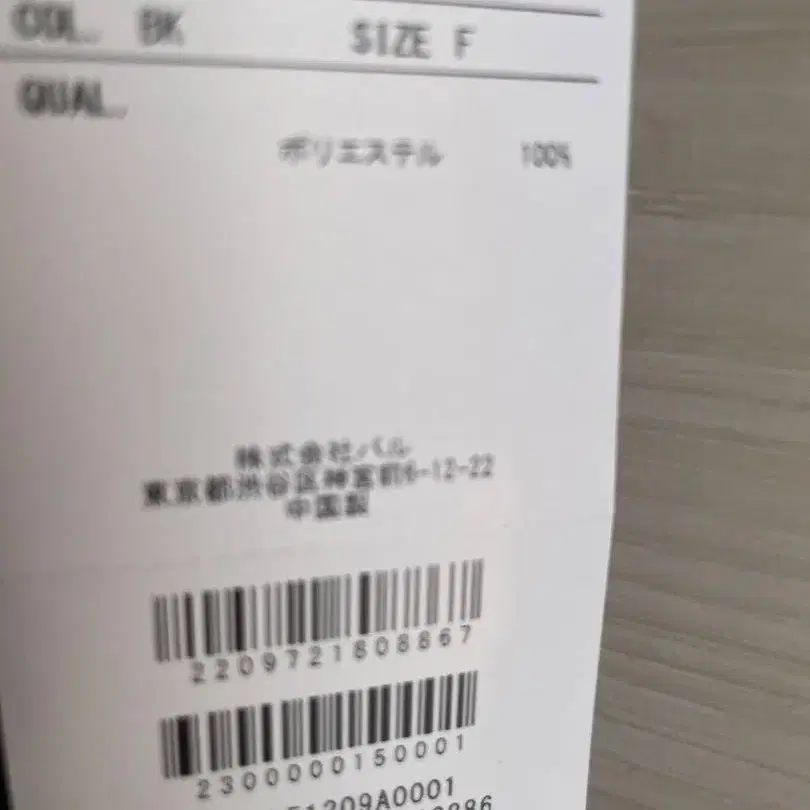 COL. BK SIZE F
QUAL.
ポリエステル 100%
株式会社パル
東京都渋谷区神宮前6-12-22
中国製
2209721808867
2300000150001
1209A0001